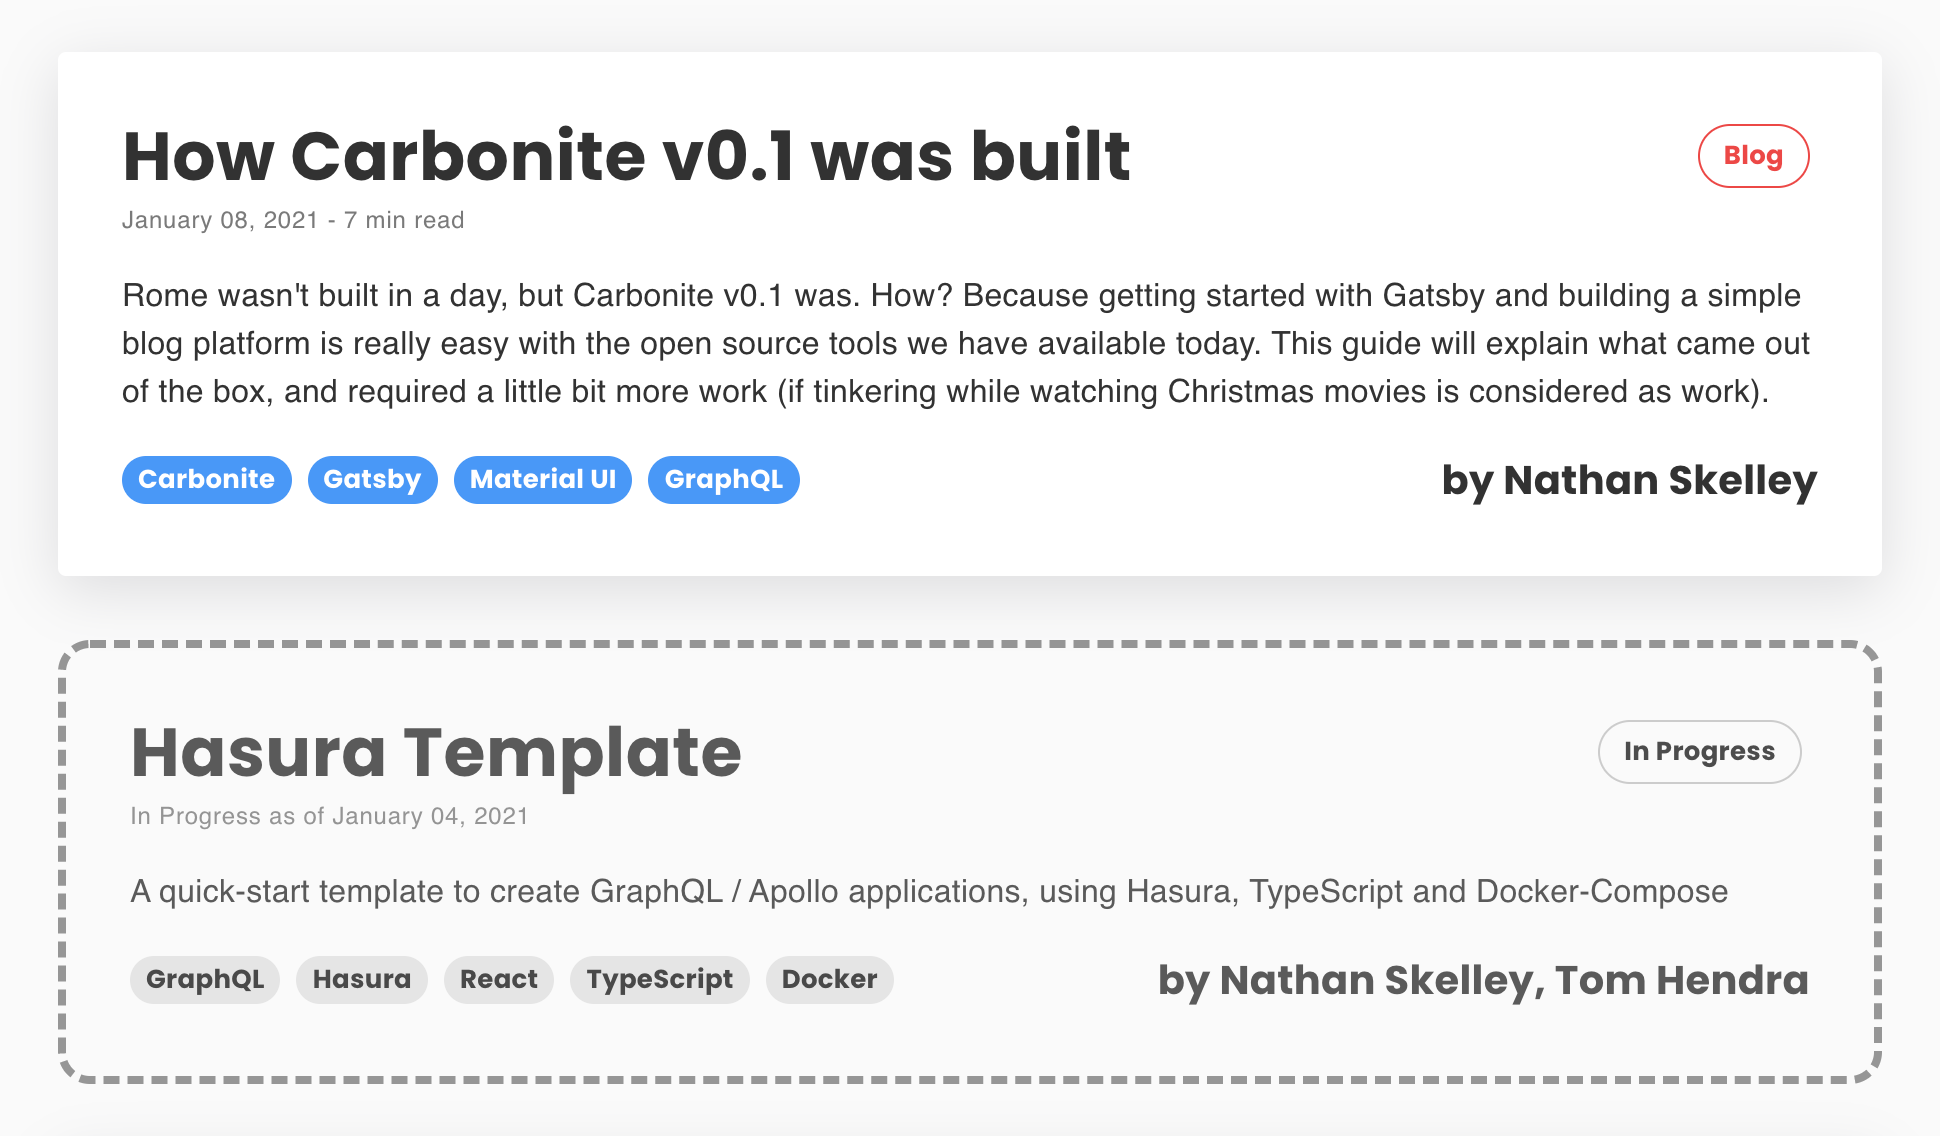 How Carbonite v0.1 was built
Blog
January 08, 2021 - 7 min read
Rome wasn't built in a day, but Carbonite v0.1 was. How? Because getting started with Gatsby and building a simple
blog platform is really easy with the open source tools we have available today. This guide will explain what came out
of the box, and required a little bit more work (if tinkering while watching Christmas movies is considered as work).
Carbonite Gatsby Material UI GraphQL
by Nathan Skelley
Hasura Template
In Progress
In Progress as of January 04, 2021
A quick-start template to create GraphQL / Apollo applications, using Hasura, TypeScript and Docker-Compose
GraphQL Hasura React TypeScript Docker
by Nathan Skelley, Tom Hendra